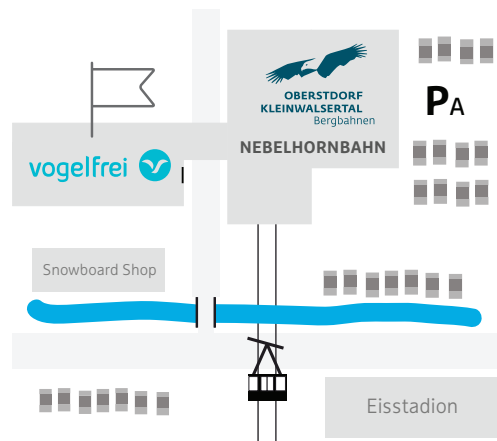 OBERSTDORF
KLEINWALSERTAL
Bergbahnen
NEBELHORNBAHN
PA
vogelfrei
Snowboard Shop
Eisstadion